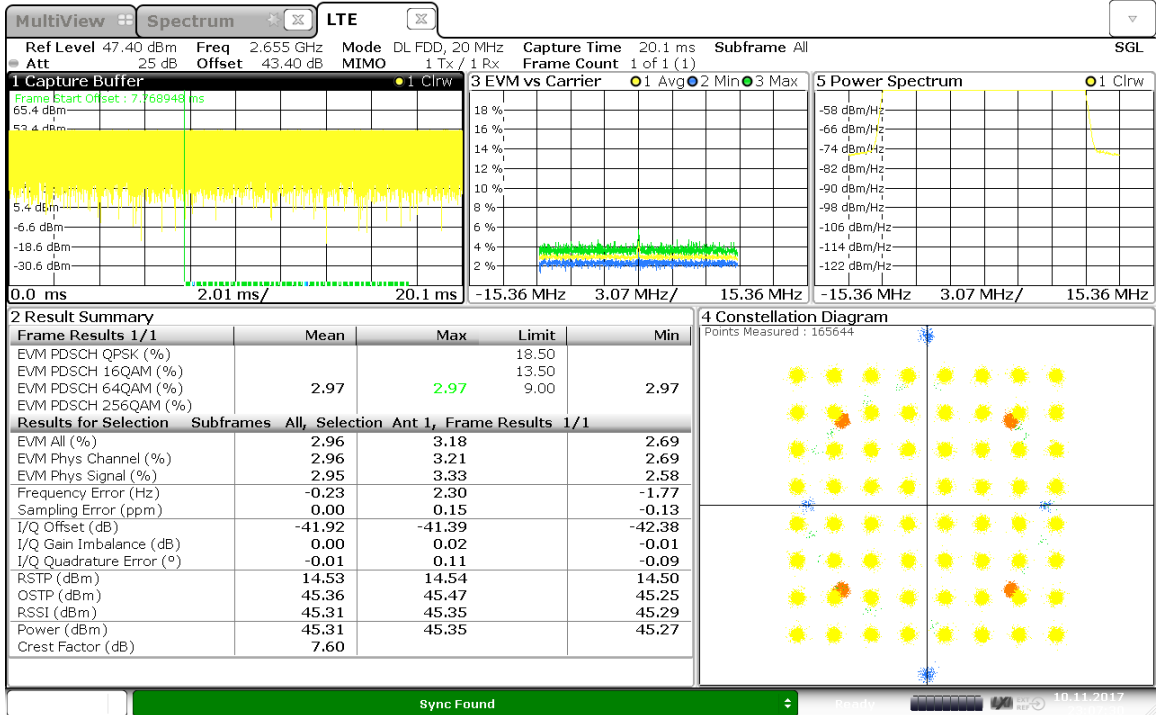 MultiView Spectrum LTE
Ref Level 47.40 dBm Freq 2.655 GHz Mode DL FDD, 20 MHz Capture Time 20.1 ms Subframe All SGL
Att 25 dB Offset 43.40 dB MIMO 1 Tx / 1 Rx Frame Count 1 of 1 (1)
1 Capture Buffer 1 Clrw
Frame Start Offset : 7.768948 ms
65.4 dBm
53.4 dBm
5.4 dBm
-6.6 dBm
-18.6 dBm
-30.6 dBm
0.0 ms 2.01 ms/ 20.1 ms
3 EVM vs Carrier 1 Avg 2 Min 3 Max
18 %
16 %
14 %
12 %
10 %
8 %
6 %
4 %
2 %
-15.36 MHz 3.07 MHz/ 15.36 MHz
5 Power Spectrum 1 Clrw
-58 dBm/Hz
-66 dBm/Hz
-74 dBm/Hz
-82 dBm/Hz
-90 dBm/Hz
-98 dBm/Hz
-106 dBm/Hz
-114 dBm/Hz
-122 dBm/Hz
-15.36 MHz 3.07 MHz/ 15.36 MHz
2 Result Summary
Frame Results 1/1 Mean Max Limit Min
EVM PDSCH QPSK (%) 18.50
EVM PDSCH 16QAM (%) 13.50
EVM PDSCH 64QAM (%) 2.97 2.97 9.00 2.97
EVM PDSCH 256QAM (%)
Results for Selection Subframes All, Selection Ant 1, Frame Results 1/1
EVM All (%) 2.96 3.18 2.69
EVM Phys Channel (%) 2.96 3.21 2.69
EVM Phys Signal (%) 2.95 3.33 2.58
Frequency Error (Hz) -0.23 2.30 -1.77
Sampling Error (ppm) 0.00 0.15 -0.13
I/Q Offset (dB) -41.92 -41.39 -42.38
I/Q Gain Imbalance (dB) 0.00 0.02 -0.01
I/Q Quadrature Error (°) -0.01 0.11 -0.09
RSTP (dBm) 14.53 14.54 14.50
OSTP (dBm) 45.36 45.47 45.25
RSSI (dBm) 45.31 45.35 45.29
Power (dBm) 45.31 45.35 45.27
Crest Factor (dB) 7.60
4 Constellation Diagram
Points Measured : 165644
Sync Found
Ready
LXI EXT REF 10.11.2017